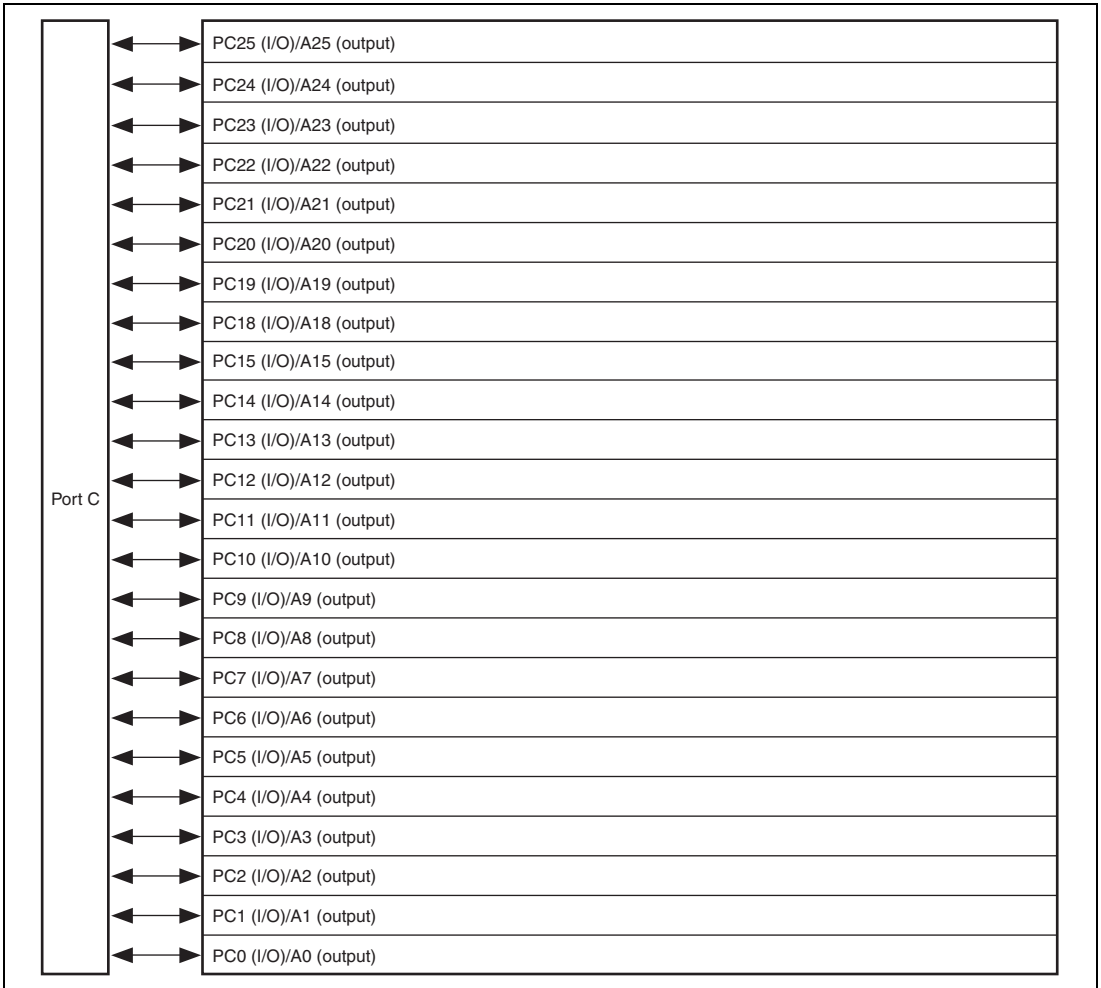 PC25 (I/O)/A25 (output)
PC24 (I/O)/A24 (output)
PC23 (I/O)/A23 (output)
PC22 (I/O)/A22 (output)
PC21 (I/O)/A21 (output)
PC20 (I/O)/A20 (output)
PC19 (I/O)/A19 (output)
PC18 (I/O)/A18 (output)
PC15 (I/O)/A15 (output)
PC14 (I/O)/A14 (output)
PC13 (I/O)/A13 (output)
PC12 (I/O)/A12 (output)
Port C
PC11 (I/O)/A11 (output)
PC10 (I/O)/A10 (output)
PC9 (I/O)/A9 (output)
PC8 (I/O)/A8 (output)
PC7 (I/O)/A7 (output)
PC6 (I/O)/A6 (output)
PC5 (I/O)/A5 (output)
PC4 (I/O)/A4 (output)
PC3 (I/O)/A3 (output)
PC2 (I/O)/A2 (output)
PC1 (I/O)/A1 (output)
PC0 (I/O)/A0 (output)